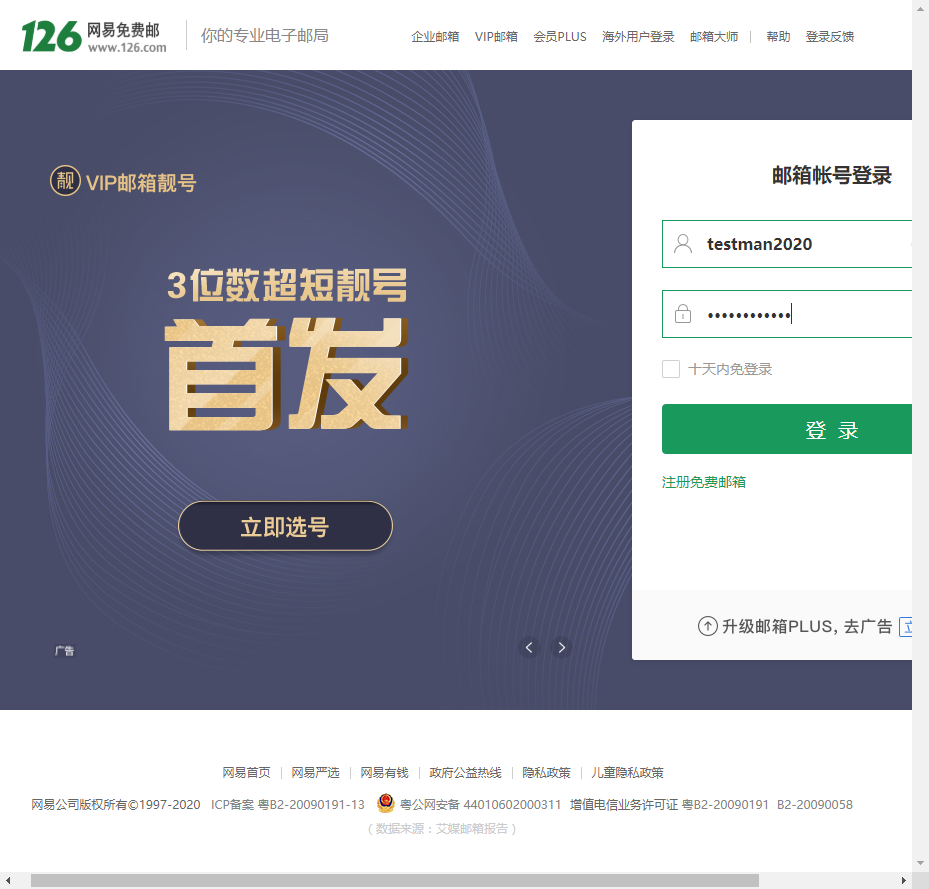 126 网易免费邮
www.126.com
你的专业电子邮局
企业邮箱 VIP邮箱 会员PLUS 海外用户登录 邮箱大师 | 帮助 登录反馈
靓 VIP邮箱靓号
3位数超短靓号
首发
立即选号
广告
邮箱帐号登录
testman2020
••••••••••••
十天内免登录
登 录
注册免费邮箱
升级邮箱PLUS, 去广告
网易首页 | 网易严选 | 网易有钱 | 政府公益热线 | 隐私政策 | 儿童隐私政策
网易公司版权所有©1997-2020 ICP备案 粤B2-20090191-13 粤公网安备 44010602000311 增值电信业务许可证 粤B2-20090191 B2-20090058
( 数据来源：艾媒邮箱报告 )